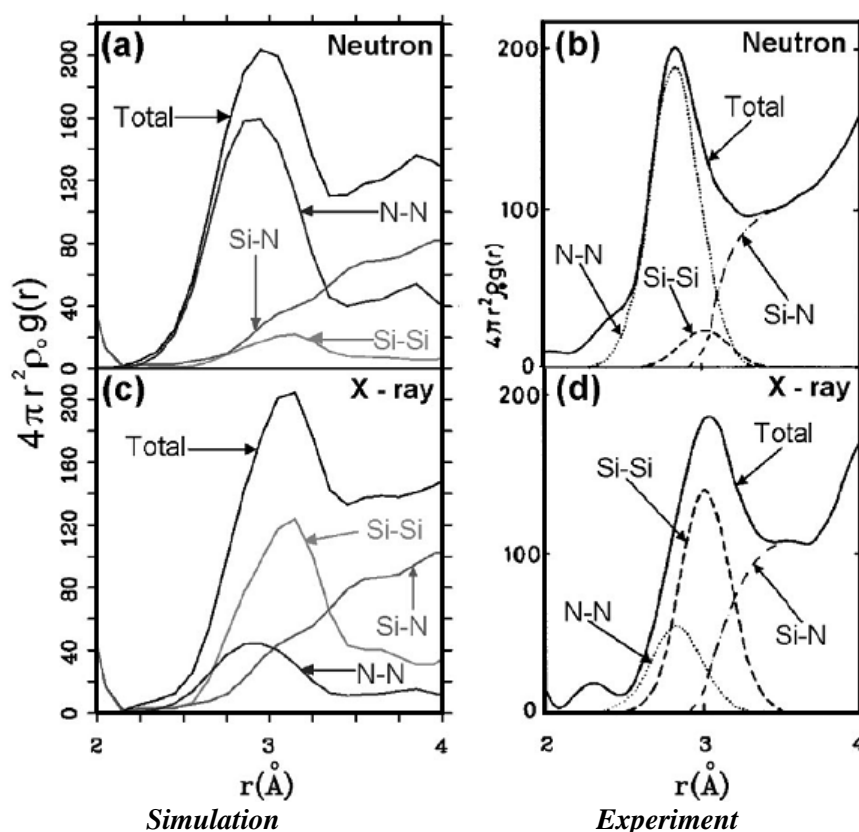 4πr²ρ₀g(r)
(a) Neutron
200
160
120
80
40
0
Total
N-N
Si-N
Si-Si
(c) X - ray
200
160
120
80
40
0
Total
Si-Si
Si-N
N-N
2 3 4
r(Å)
Simulation
4πr²ρ₀g(r)
(b) Neutron
200
100
0
Total
N-N
Si-Si
Si-N
(d) X - ray
200
100
0
Total
Si-Si
N-N
Si-N
2 3 4
r(Å)
Experiment